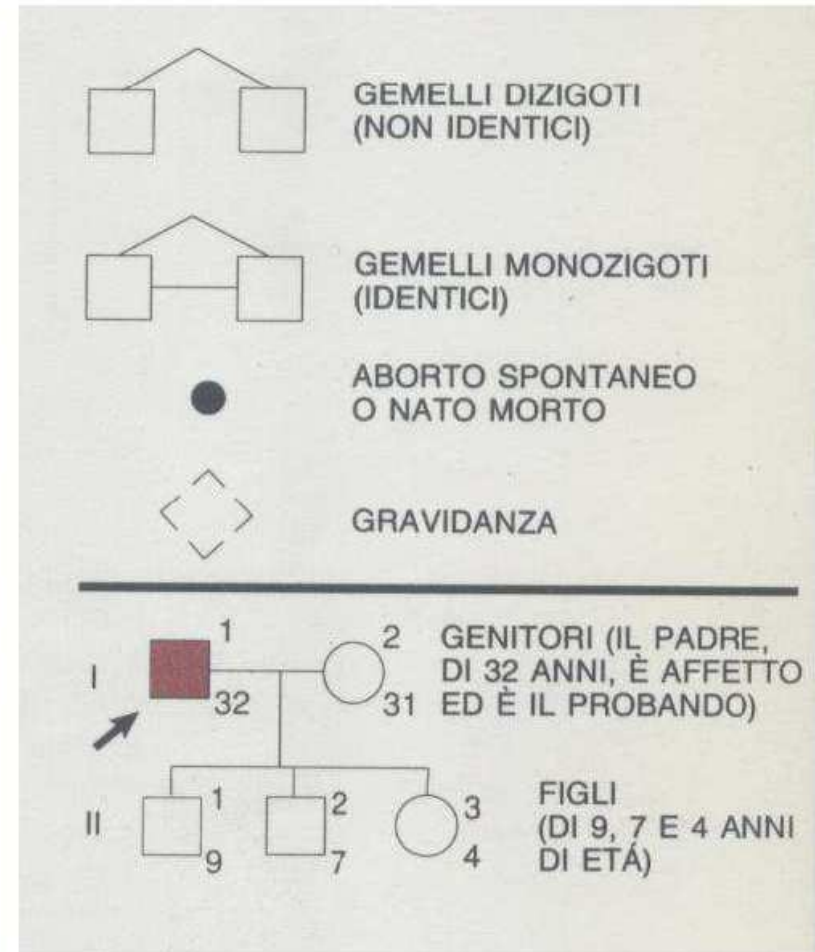 GEMELLI DIZIGOTI
(NON IDENTICI)
GEMELLI MONOZIGOTI
(IDENTICI)
ABORTO SPONTANEO
O NATO MORTO
GRAVIDANZA
I
1
32
2
31
GENITORI (IL PADRE,
DI 32 ANNI, È AFFETTO
ED È IL PROBANDO)
II
1
9
2
7
3
4
FIGLI
(DI 9, 7 E 4 ANNI
DI ETÁ)